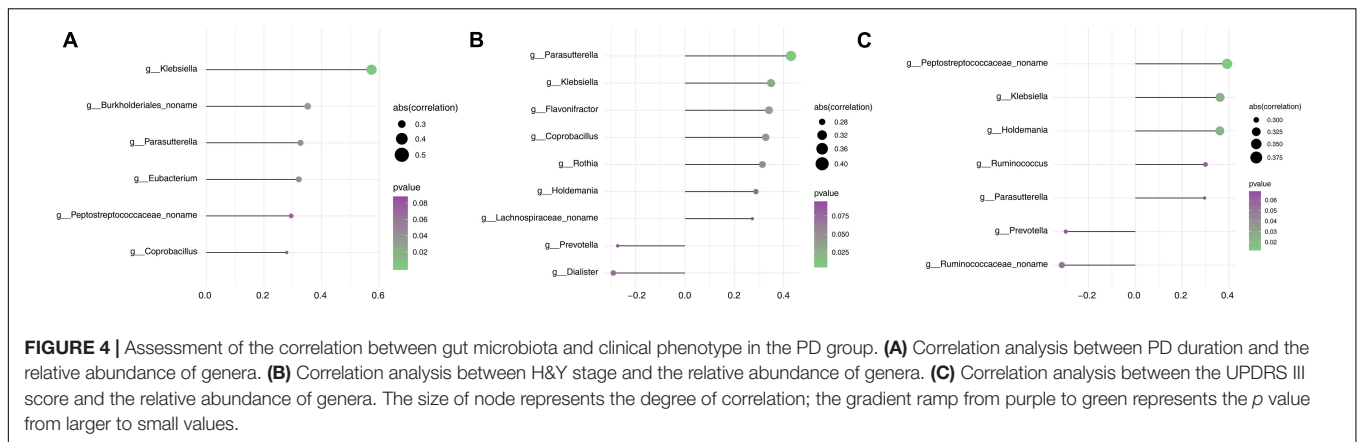 A
g__Klebsiella
g__Burkholderiales_noname
g__Parasutterella
g__Eubacterium
g__Peptostreptococcaceae_noname
g__Coprobacillus
0.0 0.2 0.4 0.6
abs(correlation)
0.3
0.4
0.5
pvalue
0.08
0.06
0.04
0.02
B
g__Parasutterella
g__Klebsiella
g__Flavonifractor
g__Coprobacillus
g__Rothia
g__Holdemania
g__Lachnospiraceae_noname
g__Prevotella
g__Dialister
−0.2 0.0 0.2 0.4
abs(correlation)
0.28
0.32
0.36
0.40
pvalue
0.075
0.050
0.025
C
g__Peptostreptococcaceae_noname
g__Klebsiella
g__Holdemania
g__Ruminococcus
g__Parasutterella
g__Prevotella
g__Ruminococcaceae_noname
−0.2 0.0 0.2 0.4
abs(correlation)
0.300
0.325
0.350
0.375
pvalue
0.06
0.05
0.04
0.03
0.02
FIGURE 4 | Assessment of the correlation between gut microbiota and clinical phenotype in the PD group. (A) Correlation analysis between PD duration and the
relative abundance of genera. (B) Correlation analysis between H&Y stage and the relative abundance of genera. (C) Correlation analysis between the UPDRS III
score and the relative abundance of genera. The size of node represents the degree of correlation; the gradient ramp from purple to green represents the p value
from larger to small values.